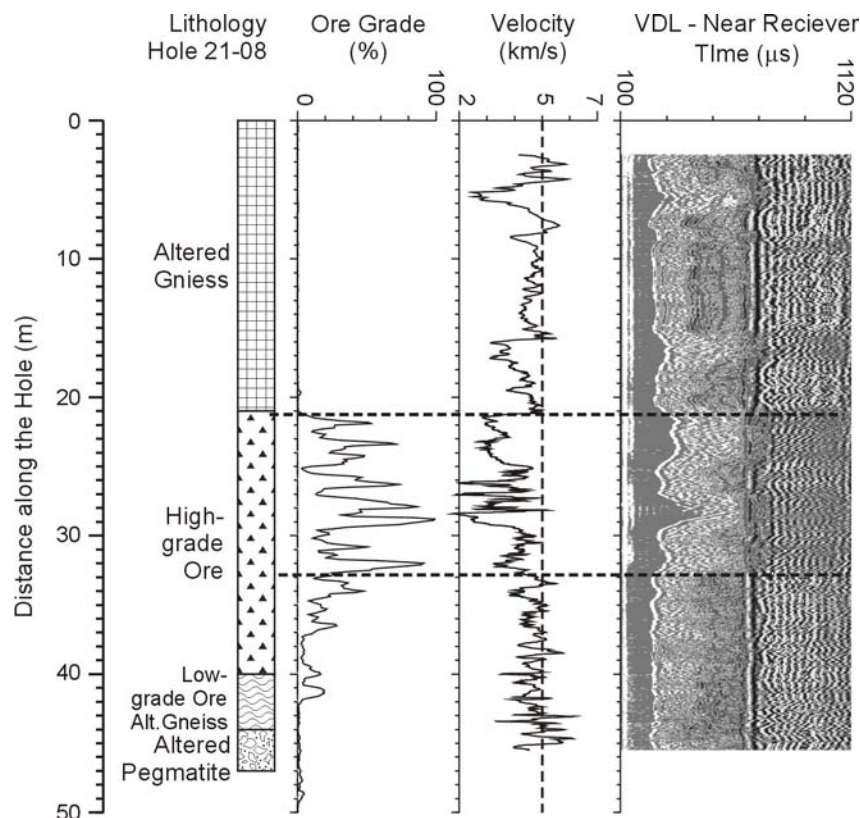 Lithology
Hole 21-08
Ore Grade
(%)
Velocity
(km/s)
VDL - Near Reciever
TIme (μs)
0
100
2
5
7
100
1120
Distance along the Hole (m)
0
10
20
30
40
50
Altered
Gniess
High-
grade
Ore
Low-
grade Ore
Alt.Gneiss
Altered
Pegmatite